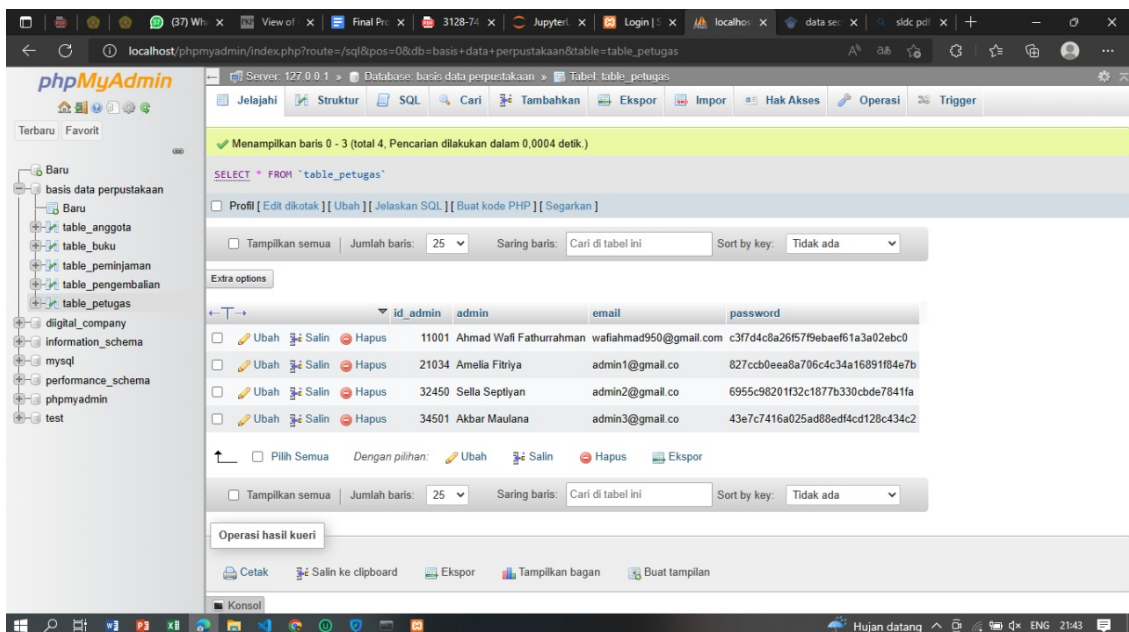 (37) Wh
View of
Final Pro
3128-74
JupyterL
Login | S
localhos
data sec
sldc pdf
localhost/phpmyadmin/index.php?route=/sql&pos=0&db=basis+data+perpustakaan&table=table_petugas
phpMyAdmin
Terbaru Favorit
Baru
basis data perpustakaan
Baru
table_anggota
table_buku
table_peminjaman
table_pengembalian
table_petugas
diigital_company
information_schema
mysql
performance_schema
phpmyadmin
test
Server: 127.0.0.1 » Database: basis data perpustakaan » Tabel: table_petugas
Jelajahi Struktur SQL Cari Tambahkan Ekspor Impor Hak Akses Operasi Trigger
Menampilkan baris 0 - 3 (total 4, Pencarian dilakukan dalam 0,0004 detik.)
SELECT * FROM `table_petugas`
Profil [ Edit dikotak ] [ Ubah ] [ Jelaskan SQL ] [ Buat kode PHP ] [ Segarkan ]
Tampilkan semua | Jumlah baris: 25 Saring baris: Cari di tabel ini Sort by key: Tidak ada
Extra options
id_admin admin email password
Ubah Salin Hapus 11001 Ahmad Wafi Fathurrahman wafiahmad950@gmail.com c3f7d4c8a26f57f9ebaef61a3a02ebc0
Ubah Salin Hapus 21034 Amelia Fitriya admin1@gmail.co 827ccb0eea8a706c4c34a16891f84e7b
Ubah Salin Hapus 32450 Sella Septiyan admin2@gmail.co 6955c98201f32c1877b330cbde7841fa
Ubah Salin Hapus 34501 Akbar Maulana admin3@gmail.co 43e7c7416a025ad88edf4cd128c434c2
Pilih Semua Dengan pilihan: Ubah Salin Hapus Ekspor
Tampilkan semua | Jumlah baris: 25 Saring baris: Cari di tabel ini Sort by key: Tidak ada
Operasi hasil kueri
Cetak Salin ke clipboard Ekspor Tampilkan bagan Buat tampilan
Konsol
Hujan datang ENG 21:43